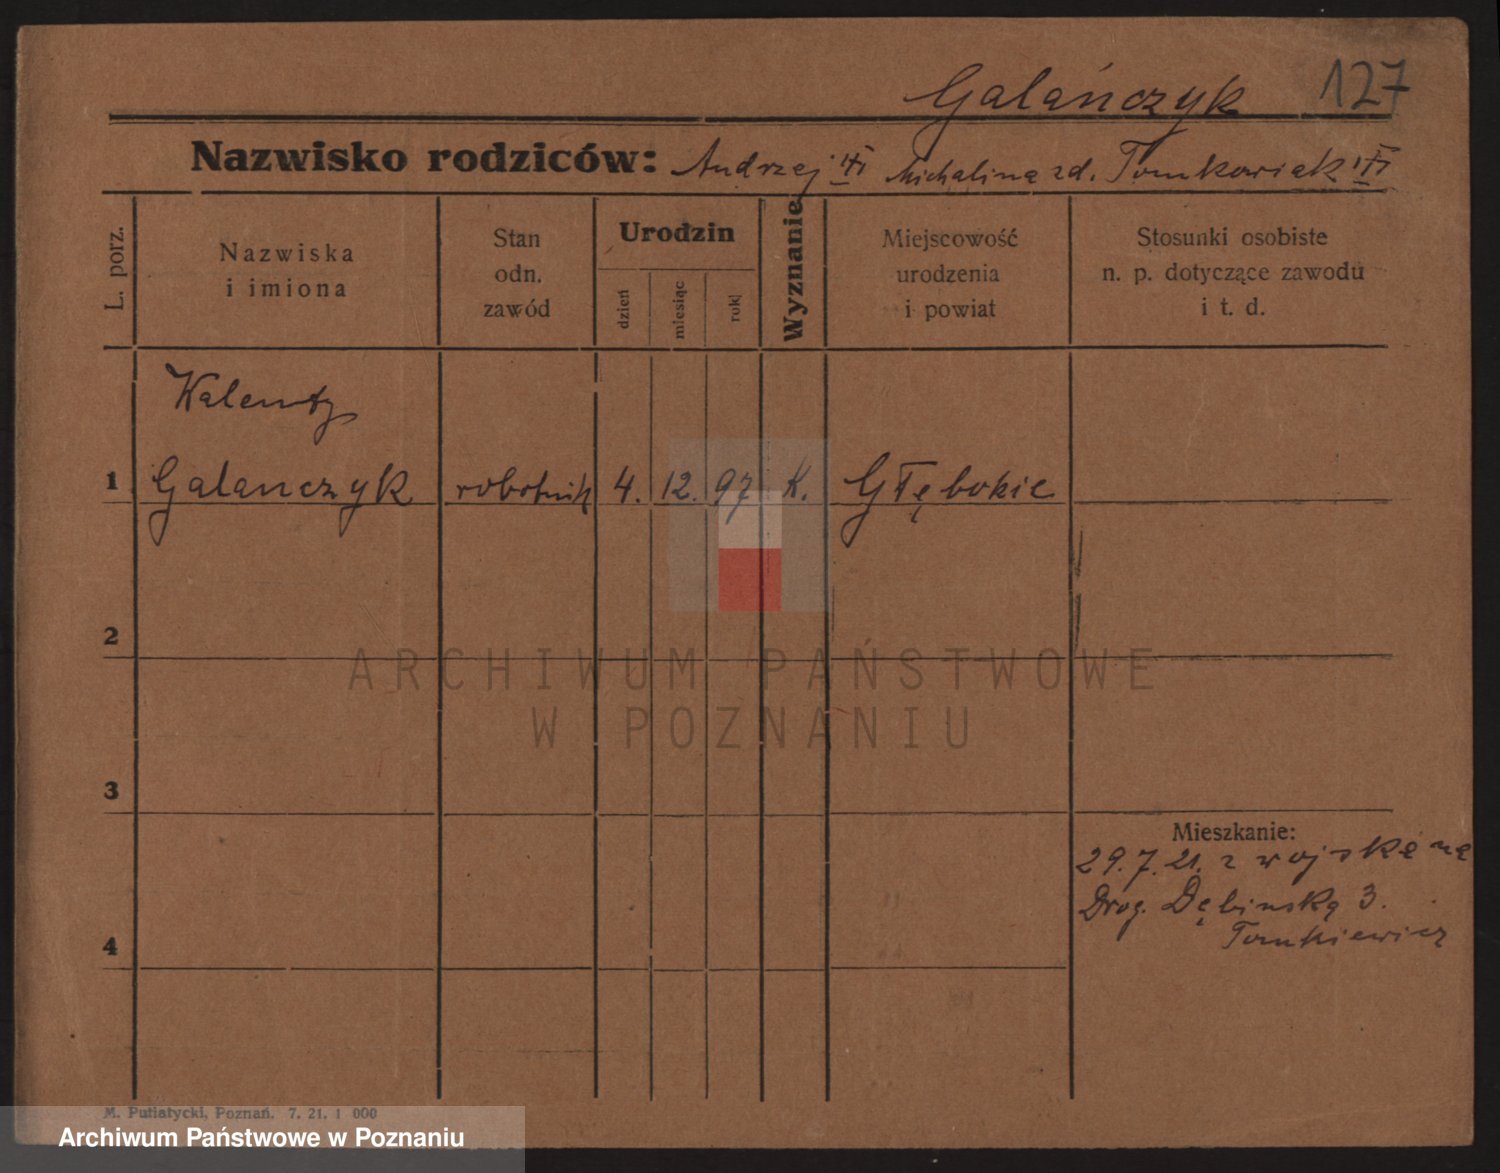 Galańczyk 127
Nazwisko rodziców: Andrzej Michalina zd. Tomkowiak
L. porz.
Nazwiska
i imiona
Stan
odn.
zawód
Urodzin
dzień
miesiąc
rok
Wyznanie
Miejscowość
urodzenia
i powiat
Stosunki osobiste
n. p. dotyczące zawodu
i t. d.
Walenty
1 Galanczyk robotnik 4. 12. 97 K. Głębokie
2
3
Mieszkanie:
29.7.21. z wojska na
Drog. Dębinską 3.
Tomkiewicz
4
M. Putiatycki, Poznań. 7. 21. 1 000
ARCHIWUM PAŃSTWOWE
W POZNANIU
Archiwum Państwowe w Poznaniu